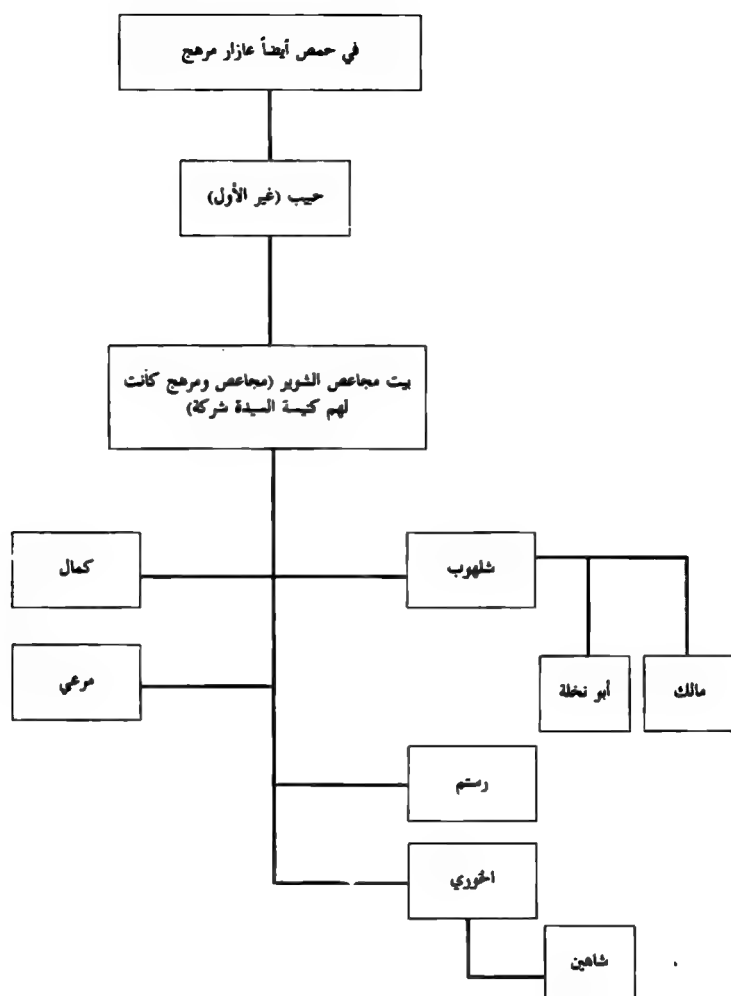 في حمص أيضاً عازار مرهج
حبيب (غير الأول)
بيت مجاعص الشوير (مجاعص ومرهج كانت
لهم كنيسة السيدة شركة)
شلهوب
كمال
مالك
أبو نخلة
مرعي
رستم
الخوري
شاهين